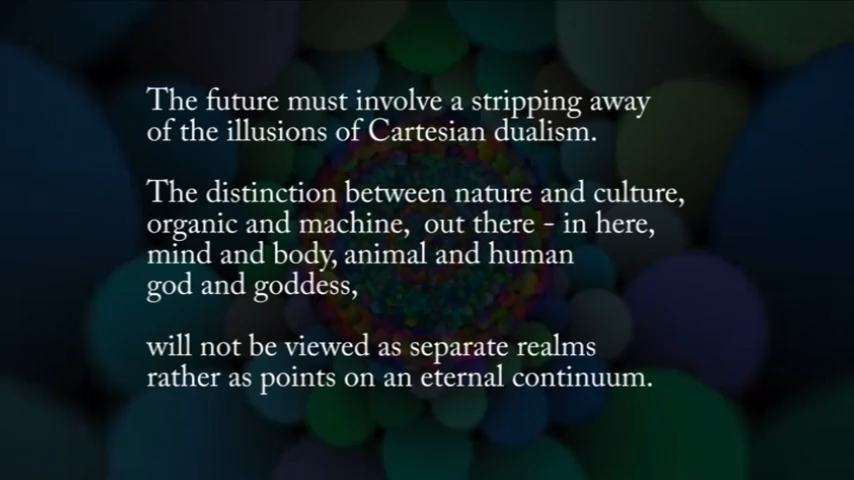 The future must involve a stripping away
of the illusions of Cartesian dualism.
The distinction between nature and culture,
organic and machine, out there - in here,
mind and body, animal and human
god and goddess,
will not be viewed as separate realms
rather as points on an eternal continuum.